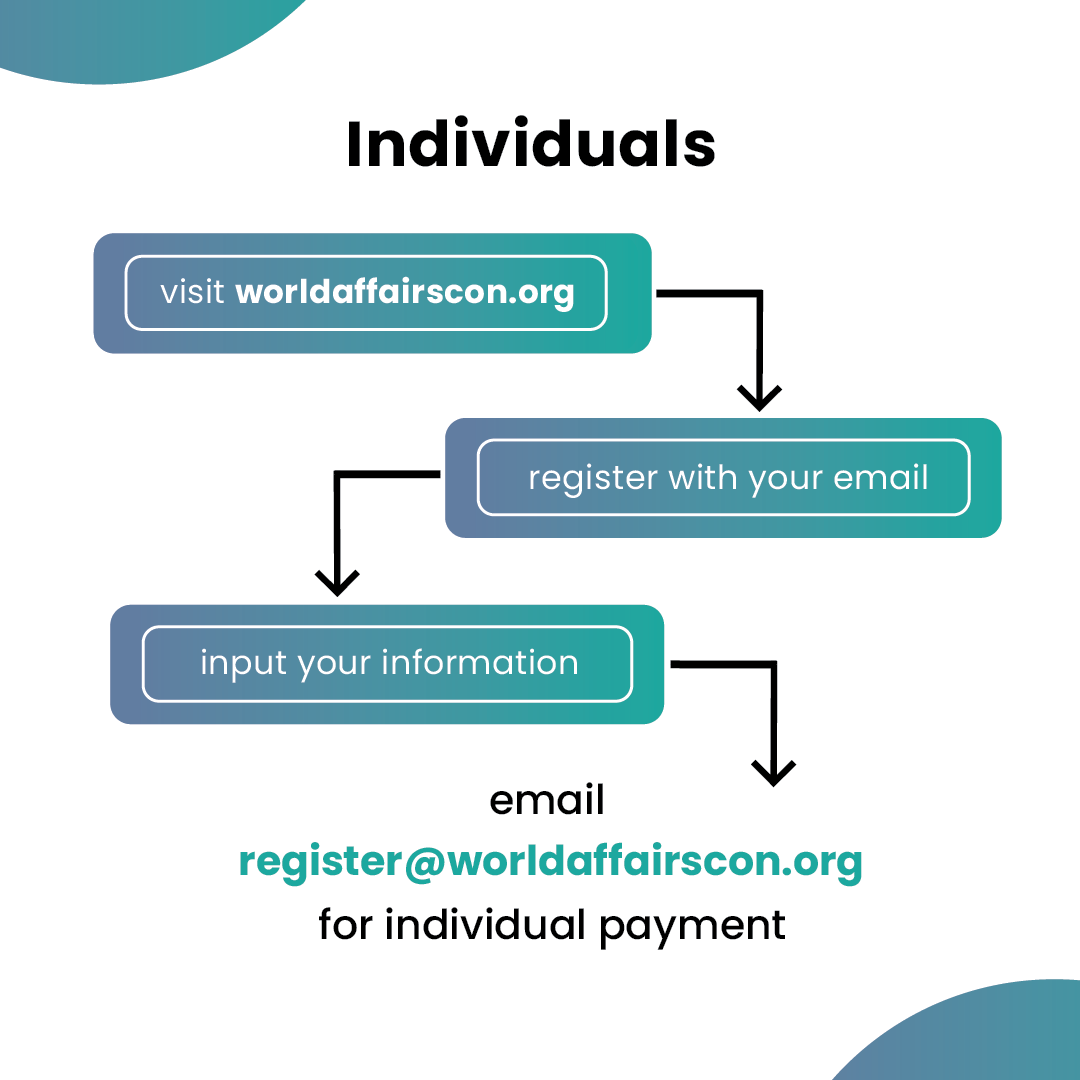 Individuals
visit worldaffairscon.org
register with your email
input your information
email
register@worldaffairscon.org
for individual payment